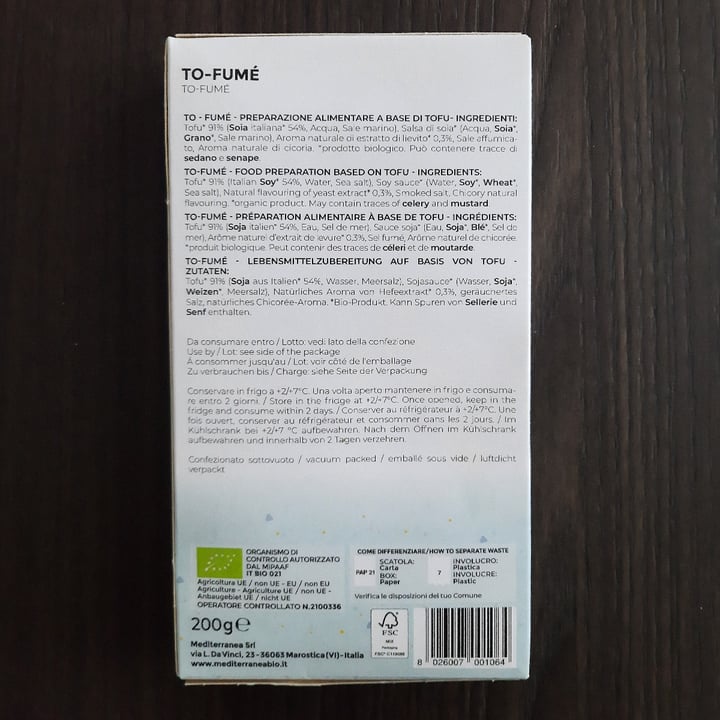 TO-FUMÉ
TO-FUMÉ
TO - FUMÉ - PREPARAZIONE ALIMENTARE A BASE DI TOFU- INGREDIENTI:
Tofu* 91% (Soia italiana* 54%, Acqua, Sale marino), Salsa di soia* (Acqua, Soia*,
Grano*, Sale marino), Aroma naturale di estratto di lievito* 0,3%, Sale affumica-
to, Aroma naturale di cicoria. *prodotto biologico. Può contenere tracce di
sedano e senape.
TO-FUMÉ - FOOD PREPARATION BASED ON TOFU - INGREDIENTS:
Tofu* 91% (Italian Soy* 54%, Water, Sea salt), Soy sauce* (Water, Soy*, Wheat*,
Sea salt), Natural flavouring of yeast extract* 0,3%, Smoked salt, Chicory natural
flavouring. *organic product. May contain traces of celery and mustard.
TO-FUMÉ - PRÉPARATION ALIMENTAIRE À BASE DE TOFU - INGRÉDIENTS:
Tofu* 91% (Soja italien* 54%, Eau, Sel de mer), Sauce soja* (Eau, Soja*, Blé*, Sel de
mer), Arôme naturel d'extrait de levure* 0,3%, Sel fumé, Arôme naturel de chicorée.
*produit biologique. Peut contenir des traces de céleri et de moutarde.
TO-FUMÉ - LEBENSMITTELZUBEREITUNG AUF BASIS VON TOFU -
ZUTATEN:
Tofu* 91% (Soja aus Italien* 54%, Wasser, Meersalz), Sojasauce* (Wasser, Soja*,
Weizen*, Meersalz), Natürliches Aroma von Hefeextrakt* 0,3%, geräuchertes
Salz, natürliches Chicorée-Aroma. *Bio-Produkt. Kann Spuren von Sellerie und
Senf enthalten.
Da consumare entro / Lotto: vedi lato della confezione
Use by / Lot: see side of the package
À consommer jusqu'au / Lot: voir côté de l'emballage
Zu verbrauchen bis / Charge: siehe Seite der Verpackung
Conservare in frigo a +2/+7°C. Una volta aperto mantenere in frigo e consuma-
re entro 2 giorni. / Store in the fridge at +2/+7°C. Once opened, keep in the
fridge and consume within 2 days. / Conserver au réfrigérateur à +2/+7°C. Une
fois ouvert, conserver au réfrigérateur et consommer dans les 2 jours. / Im
Kühlschrank bei +2/+7 °C aufbewahren. Nach dem Öffnen im Kühlschrank
aufbewahren und innerhalb von 2 Tagen verzehren.
Confezionato sottovuoto / vacuum packed / emballé sous vide / luftdicht
verpackt
ORGANISMO DI
CONTROLLO AUTORIZZATO
DAL MIPAAF
IT BIO 021
Agricoltura UE / non UE - EU / non EU
Agriculture - Agriculture UE / non UE -
Anbaugebiet UE / nicht UE
OPERATORE CONTROLLATO N.2100336
200g℮
Mediterranea Srl
via L. Da Vinci, 23 - 36063 Marostica (VI) - Italia
www.mediterraneabio.it
COME DIFFERENZIARE/HOW TO SEPARATE WASTE
PAP 21
SCATOLA:
Carta
BOX:
Paper
7
INVOLUCRO:
Plastica
INVOLUCRE:
Plastic
Verifica le disposizioni del tuo Comune
FSC
MIX
FSC® C119098
8 026007 001064